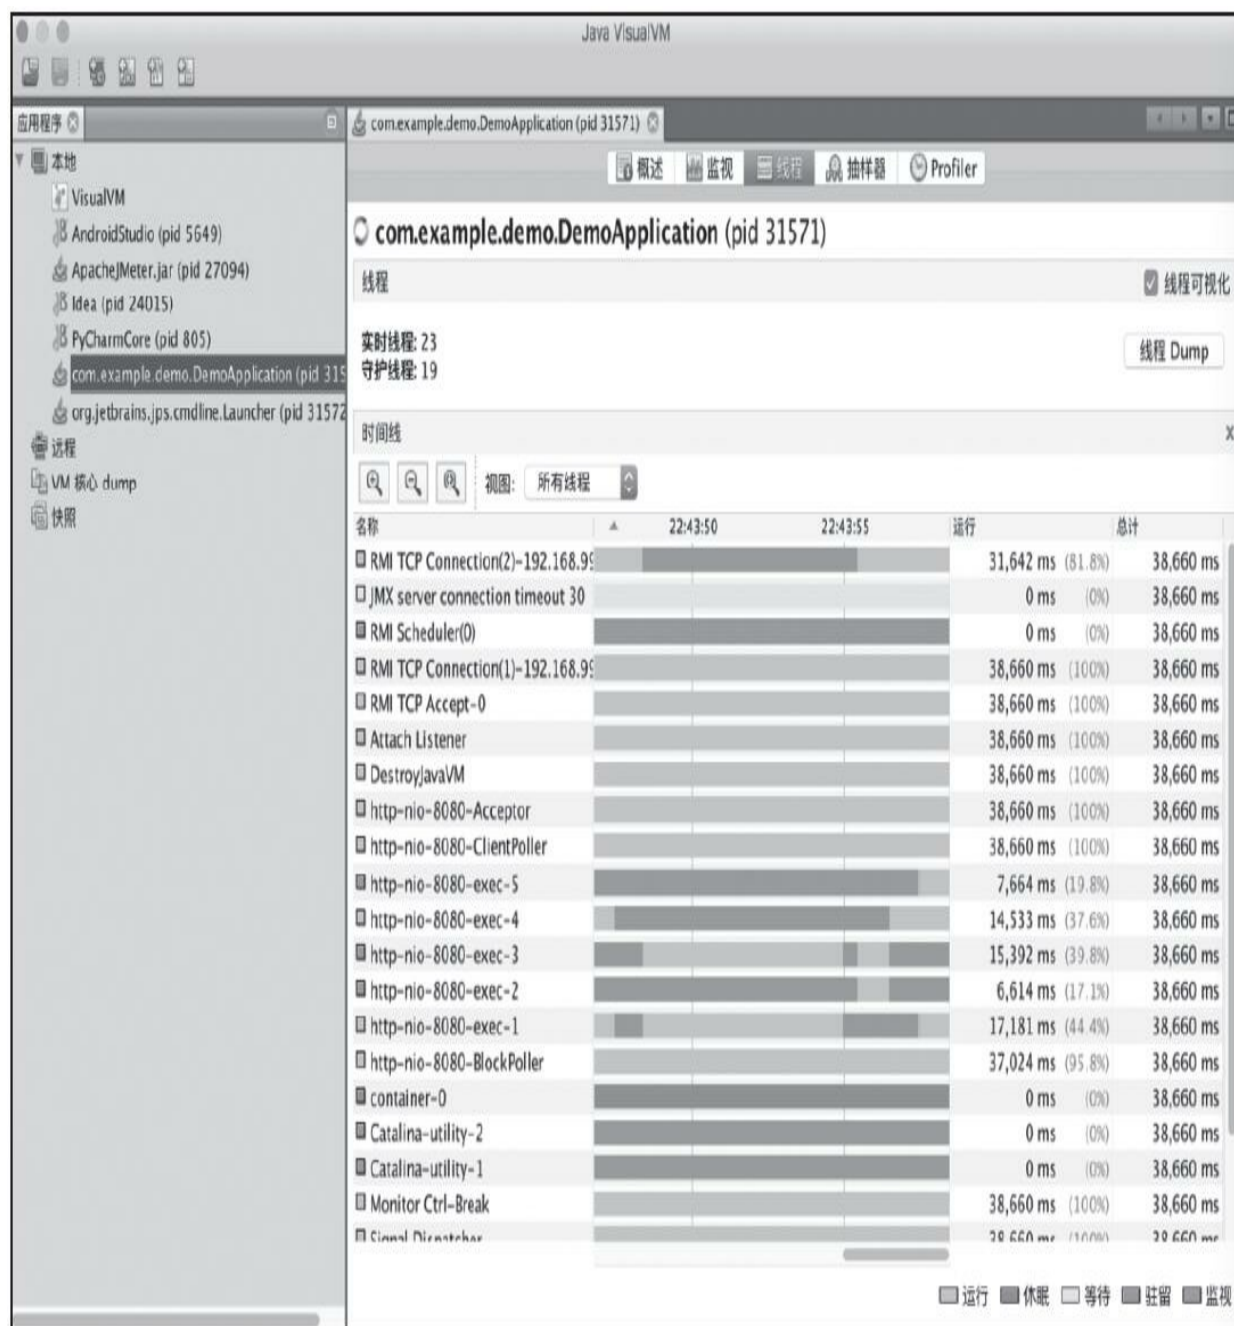 Java VisualVM
应用程序
com.example.demo.DemoApplication (pid 31571)
本地
VisualVM
AndroidStudio (pid 5649)
ApacheJMeter.jar (pid 27094)
Idea (pid 24015)
PyCharmCore (pid 805)
com.example.demo.DemoApplication (pid 315
org.jetbrains.jps.cmdline.Launcher (pid 31572
远程
VM 核心 dump
快照
概述 监视 线程 抽样器 Profiler
com.example.demo.DemoApplication (pid 31571)
线程 线程可视化
实时线程: 23
守护线程: 19
线程 Dump
时间线 x
视图: 所有线程
名称 22:43:50 22:43:55 运行 总计
RMI TCP Connection(2)-192.168.99 31,642 ms (81.8%) 38,660 ms
JMX server connection timeout 30 0 ms (0%) 38,660 ms
RMI Scheduler(0) 0 ms (0%) 38,660 ms
RMI TCP Connection(1)-192.168.99 38,660 ms (100%) 38,660 ms
RMI TCP Accept-0 38,660 ms (100%) 38,660 ms
Attach Listener 38,660 ms (100%) 38,660 ms
DestroyJavaVM 38,660 ms (100%) 38,660 ms
http-nio-8080-Acceptor 38,660 ms (100%) 38,660 ms
http-nio-8080-ClientPoller 38,660 ms (100%) 38,660 ms
http-nio-8080-exec-5 7,664 ms (19.8%) 38,660 ms
http-nio-8080-exec-4 14,533 ms (37.6%) 38,660 ms
http-nio-8080-exec-3 15,392 ms (39.8%) 38,660 ms
http-nio-8080-exec-2 6,614 ms (17.1%) 38,660 ms
http-nio-8080-exec-1 17,181 ms (44.4%) 38,660 ms
http-nio-8080-BlockPoller 37,024 ms (95.8%) 38,660 ms
container-0 0 ms (0%) 38,660 ms
Catalina-utility-2 0 ms (0%) 38,660 ms
Catalina-utility-1 0 ms (0%) 38,660 ms
Monitor Ctrl-Break 38,660 ms (100%) 38,660 ms
Signal Dispatcher 38,660 ms (100%) 38,660 ms
运行 休眠 等待 驻留 监视